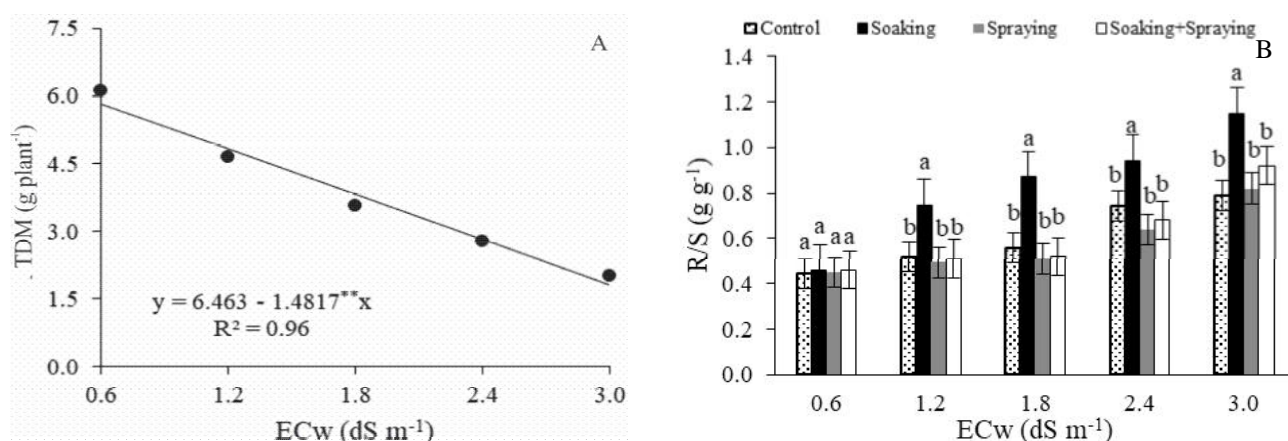 A
7.5
6.0
4.5
3.0
1.5
0.0
. TDM (g plant⁻¹)
y = 6.463 - 1.4817**x
R² = 0.96
0.6 1.2 1.8 2.4 3.0
ECw (dS m⁻¹)
Control Soaking Spraying Soaking+Spraying
B
1.4
1.2
1.0
0.8
0.6
0.4
0.2
0.0
R/S (g g⁻¹)
a a a a
b a b b
b a b b
b a b b
b a b b
0.6 1.2 1.8 2.4 3.0
ECw (dS m⁻¹)